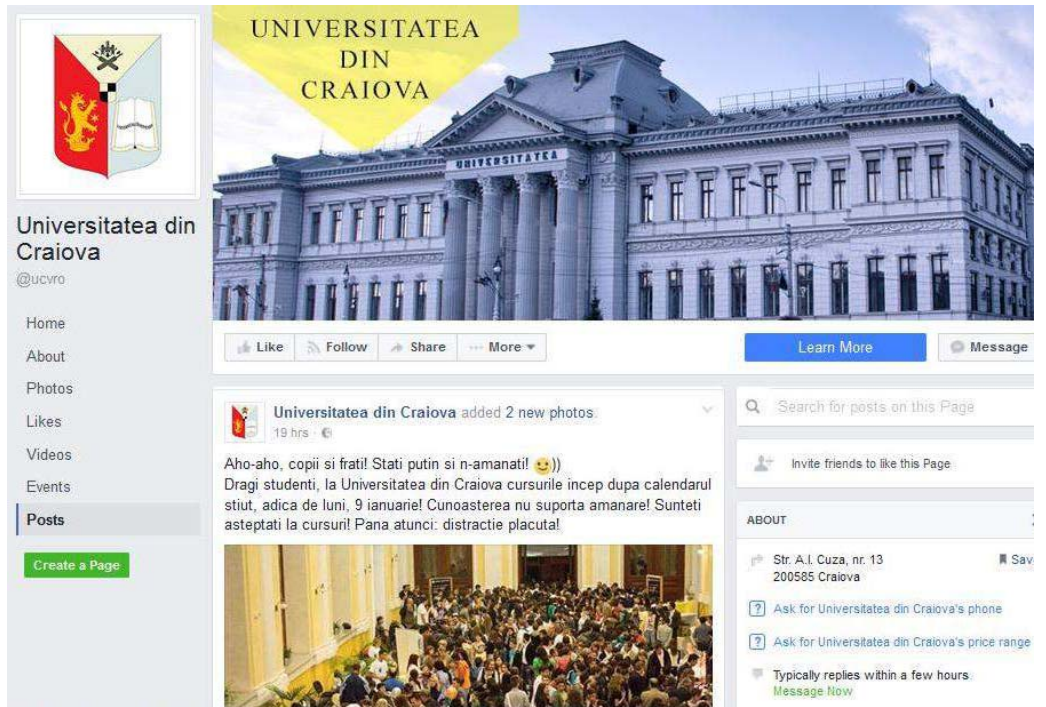 UNIVERSITATEA
DIN
CRAIOVA
UNIVERSITATEA
Universitatea din
Craiova
@ucvro
Home
About
Photos
Likes
Videos
Events
Posts
Create a Page
Like
Follow
Share
More
Learn More
Message
Universitatea din Craiova added 2 new photos.
19 hrs
Aho-aho, copii si frati! Stati putin si n-amanati! 😉))
Dragi studenti, la Universitatea din Craiova cursurile incep dupa calendarul
stiut, adica de luni, 9 ianuarie! Cunoasterea nu suporta amanare! Sunteti
asteptati la cursuri! Pana atunci: distractie placuta!
Search for posts on this Page
Invite friends to like this Page
ABOUT
Str. A.I. Cuza, nr. 13
200585 Craiova
Sav
Ask for Universitatea din Craiova's phone
Ask for Universitatea din Craiova's price range
Typically replies within a few hours
Message Now